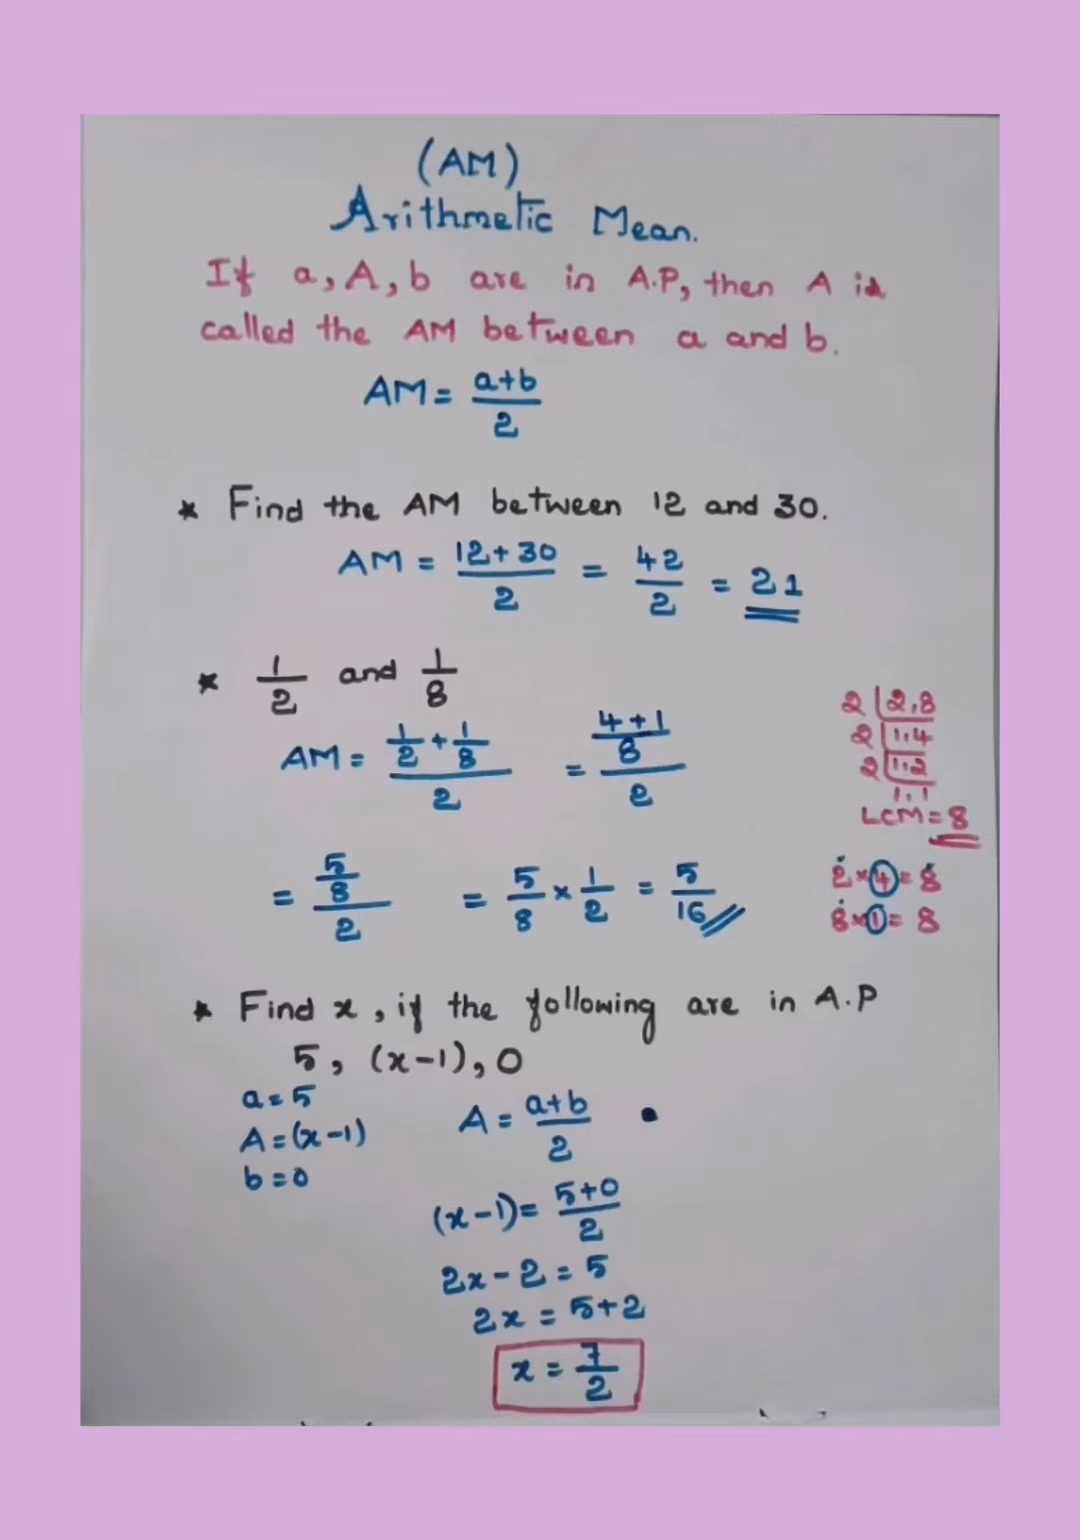 (AM)
Arithmetic Mean.
If a, A, b are in A.P, then A is
called the AM between a and b.
AM = a+b/2
* Find the AM between 12 and 30.
AM = 12+30/2 = 42/2 = 21
* 1/2 and 1/8
AM = 1/2 + 1/8 / 2 = 4+1/8 / 2
= 5/8 / 2 = 5/8 × 1/2 = 5/16
2 | 2,8
2 | 1,4
2 | 1,2
1,1
LCM = 8
2×4 = 8
8×1 = 8
* Find x, if the following are in A.P
5, (x-1), 0
a = 5
A = (x-1)
b = 0
A = a+b/2
(x-1) = 5+0/2
2x-2 = 5
2x = 5+2
x = 7/2